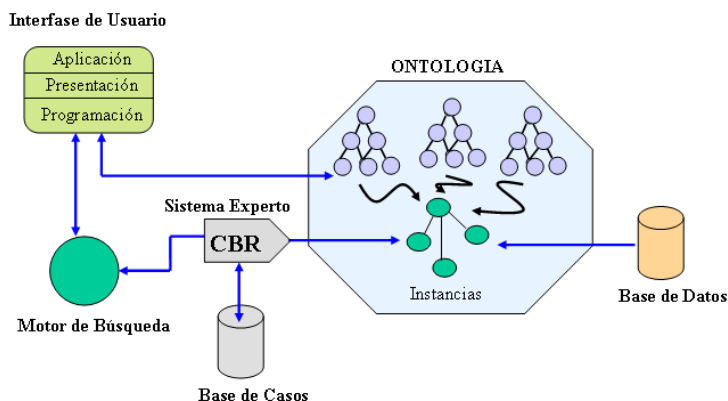 Interfase de Usuario
Aplicación
Presentación
Programación
ONTOLOGIA
Sistema Experto
CBR
Instancias
Base de Datos
Motor de Búsqueda
Base de Casos